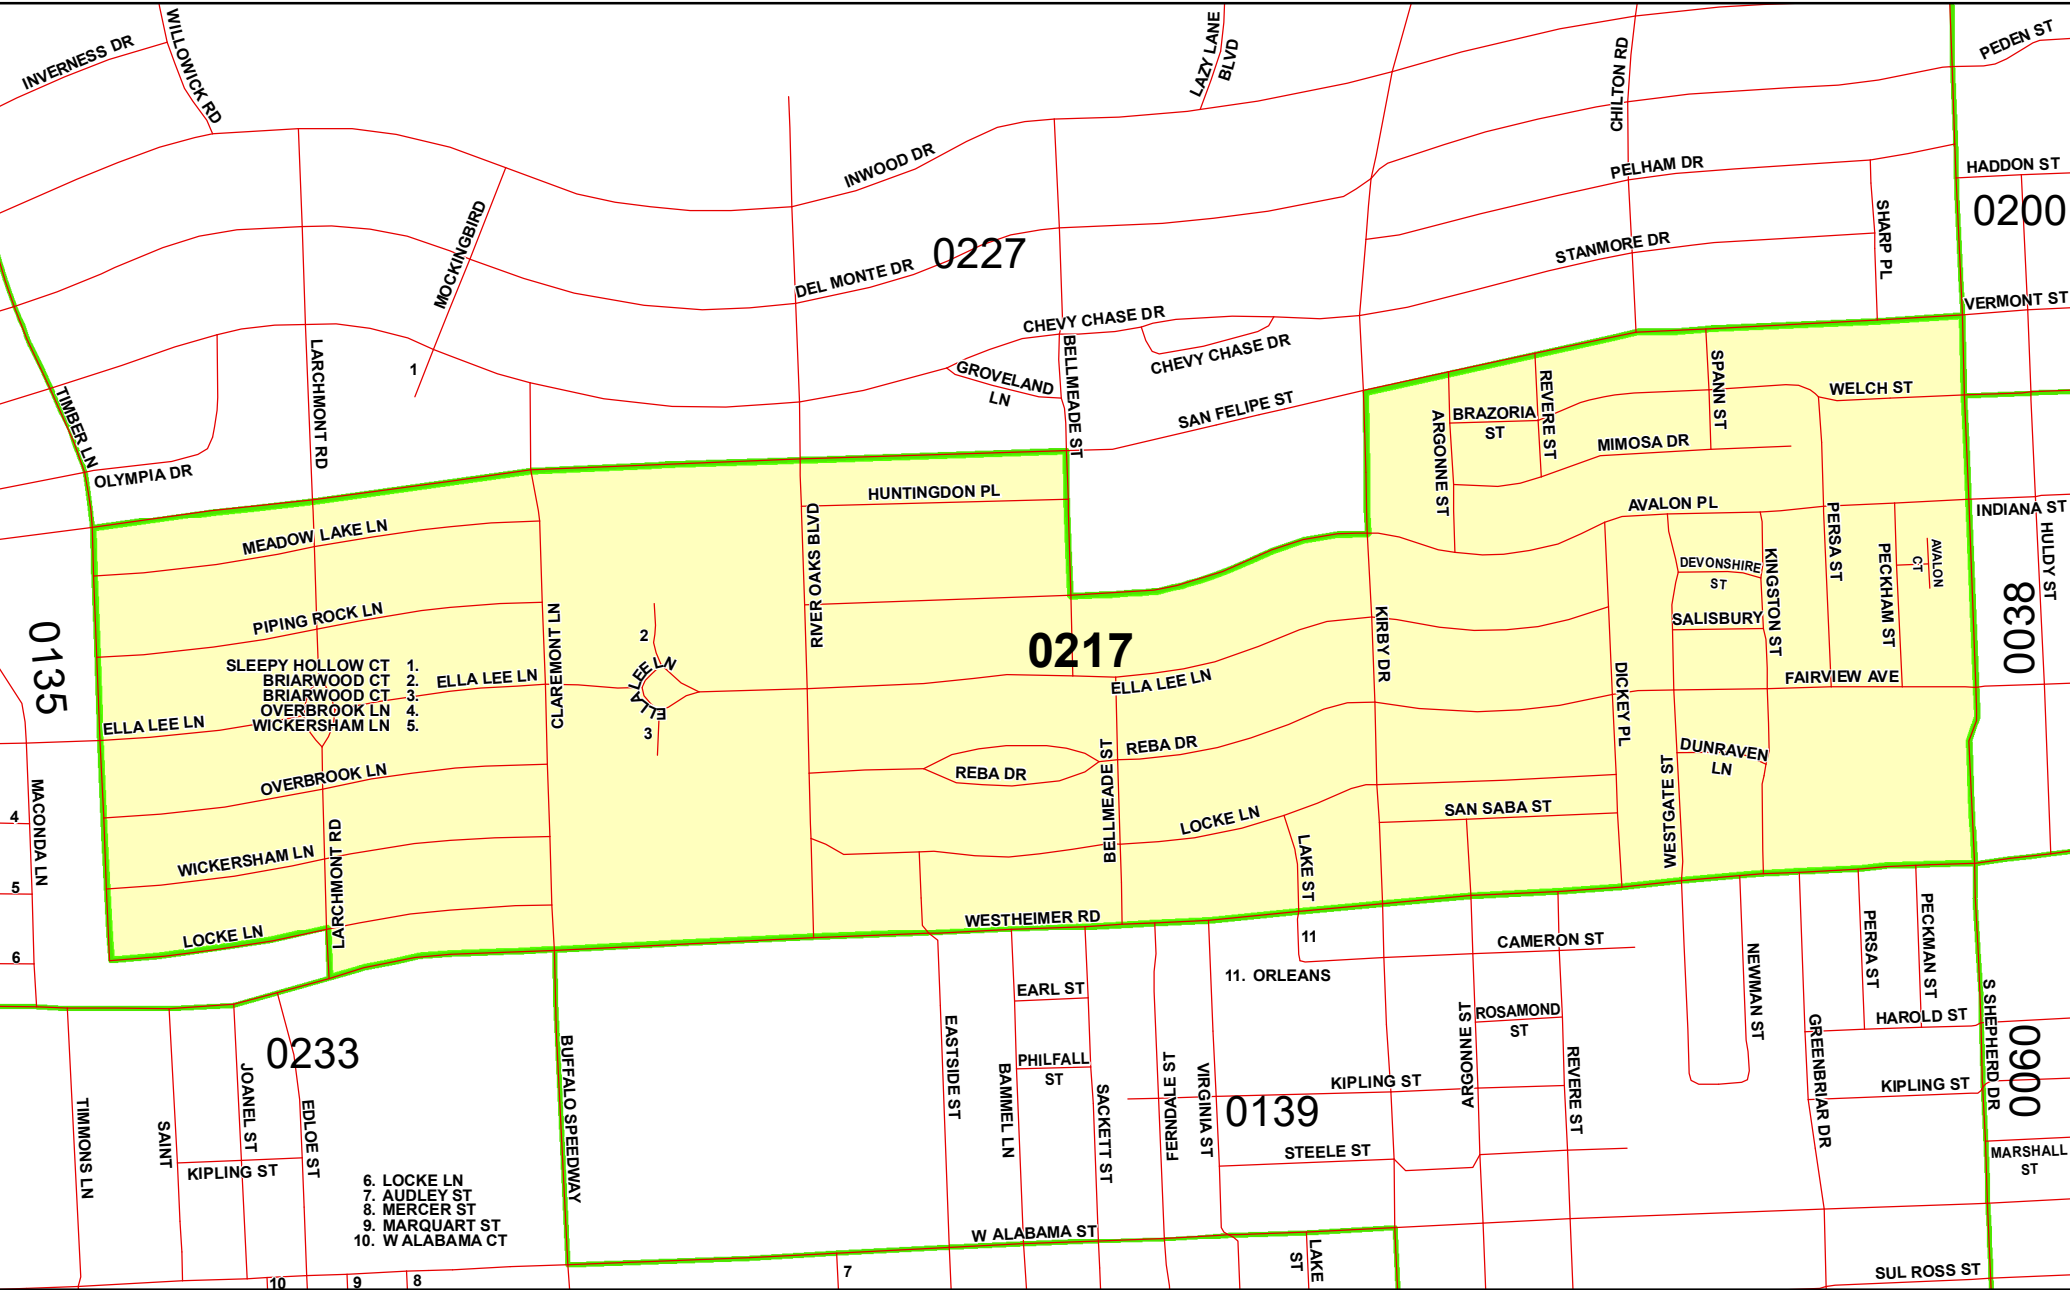 INVERNESS DR
WILLOWICK RD
LAZY LANE
BLVD
CHILTON RD
PEDEN ST
INWOOD DR
PELHAM DR
HADDON ST
0200
MOCKINGBIRD
0227
SHARP PL
STANMORE DR
DEL MONTE DR
VERMONT ST
CHEVY CHASE DR
CHEVY CHASE DR
1
LARCHMONT RD
BELLMEADE ST
GROVELAND
LN
SAN FELIPE ST
TIMBER LN
OLYMPIA DR
ARGONNE ST
BRAZORIA
ST
REVERE ST
SPANN ST
WELCH ST
MIMOSA DR
HUNTINGDON PL
AVALON PL
INDIANA ST
MEADOW LAKE LN
RIVER OAKS BLVD
PERSA ST
PECKHAM ST
AVALON
CT
HULDY ST
DEVONSHIRE
ST
KINGSTON ST
SALISBURY
0038
PIPING ROCK LN
CLAREMONT LN
2
0217
KIRBY DR
0135
SLEEPY HOLLOW CT 1.
BRIARWOOD CT 2.
BRIARWOOD CT 3.
OVERBROOK LN 4.
WICKERSHAM LN 5.
ELLA LEE LN
ELLA LEE LN
ELLA LEE LN
ELLA LEE LN
3
DICKEY PL
FAIRVIEW AVE
REBA DR
REBA DR
BELLMEADE ST
DUNRAVEN
LN
WESTGATE ST
OVERBROOK LN
MACONDA LN
4
SAN SABA ST
LOCKE LN
LAKE ST
WICKERSHAM LN
LARCHMONT RD
5
LOCKE LN
6
WESTHEIMER RD
11
11. ORLEANS
CAMERON ST
NEWMAN ST
PERSA ST
PECKMAN ST
S SHEPHERD DR
EARL ST
EASTSIDE ST
ARGONNE ST
ROSAMOND
ST
GREENBRIAR DR
HAROLD ST
0060
0233
BUFFALO SPEEDWAY
PHILFALL
ST
BAMMEL LN
SACKETT ST
FERNDALE ST
VIRGINIA ST
KIPLING ST
REVERE ST
KIPLING ST
0139
TIMMONS LN
SAINT
JOANEL ST
EDLOE ST
KIPLING ST
STEELE ST
MARSHALL
ST
6. LOCKE LN
7. AUDLEY ST
8. MERCER ST
9. MARQUART ST
10. W ALABAMA CT
W ALABAMA ST
LAKE
ST
10
9
8
7
SUL ROSS ST